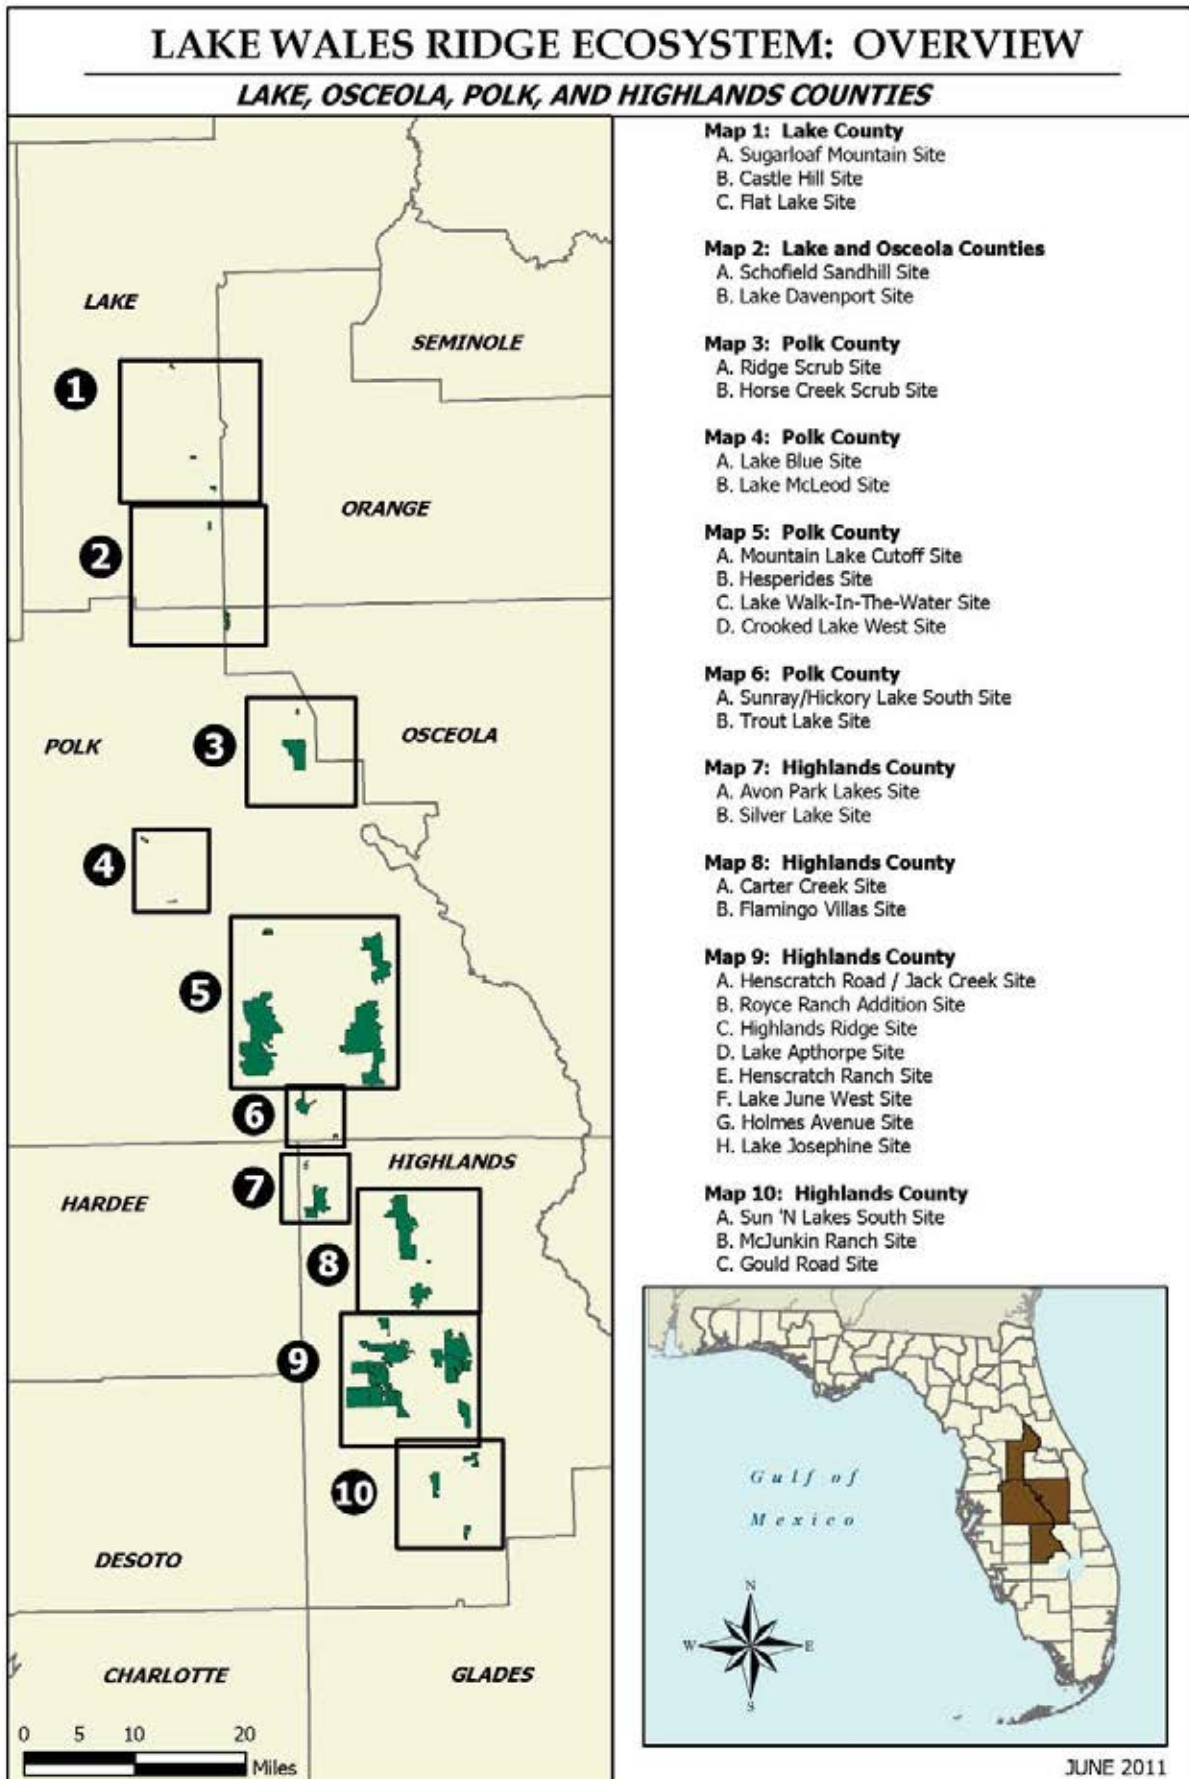 LAKE WALES RIDGE ECOSYSTEM: OVERVIEW
LAKE, OSCEOLA, POLK, AND HIGHLANDS COUNTIES
LAKE
SEMINOLE
1
ORANGE
2
POLK
3
OSCEOLA
4
5
6
HIGHLANDS
7
HARDEE
8
9
10
DESOTO
CHARLOTTE
GLADES
0 5 10 20
Miles
Map 1: Lake County
A. Sugarloaf Mountain Site
B. Castle Hill Site
C. Flat Lake Site
Map 2: Lake and Osceola Counties
A. Schofield Sandhill Site
B. Lake Davenport Site
Map 3: Polk County
A. Ridge Scrub Site
B. Horse Creek Scrub Site
Map 4: Polk County
A. Lake Blue Site
B. Lake McLeod Site
Map 5: Polk County
A. Mountain Lake Cutoff Site
B. Hesperides Site
C. Lake Walk-In-The-Water Site
D. Crooked Lake West Site
Map 6: Polk County
A. Sunray/Hickory Lake South Site
B. Trout Lake Site
Map 7: Highlands County
A. Avon Park Lakes Site
B. Silver Lake Site
Map 8: Highlands County
A. Carter Creek Site
B. Flamingo Villas Site
Map 9: Highlands County
A. Henscratch Road / Jack Creek Site
B. Royce Ranch Addition Site
C. Highlands Ridge Site
D. Lake Apthorpe Site
E. Henscratch Ranch Site
F. Lake June West Site
G. Holmes Avenue Site
H. Lake Josephine Site
Map 10: Highlands County
A. Sun 'N Lakes South Site
B. McJunkin Ranch Site
C. Gould Road Site
Gulf of
Mexico
N
W E
S
JUNE 2011